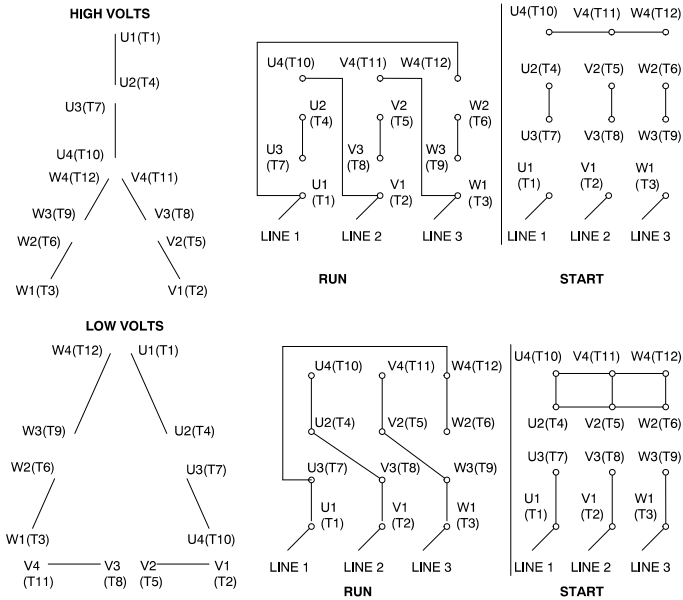 HIGH VOLTS
U1(T1)
U2(T4)
U3(T7)
U4(T10)
W4(T12) V4(T11)
W3(T9) V3(T8)
W2(T6) V2(T5)
W1(T3) V1(T2)
U4(T10) V4(T11) W4(T12)
U2 (T4) V2 (T5) W2 (T6)
U3 (T7) V3 (T8) W3 (T9)
U1 (T1) V1 (T2) W1 (T3)
LINE 1 LINE 2 LINE 3
RUN
U4(T10) V4(T11) W4(T12)
U2(T4) V2(T5) W2(T6)
U3(T7) V3(T8) W3(T9)
U1 (T1) V1 (T2) W1 (T3)
LINE 1 LINE 2 LINE 3
START
LOW VOLTS
W4(T12) U1(T1)
W3(T9) U2(T4)
W2(T6) U3(T7)
W1(T3) U4(T10)
V4 (T11) V3 (T8) V2 (T5) V1 (T2)
U4(T10) V4(T11) W4(T12)
U2(T4) V2(T5) W2(T6)
U3(T7) V3(T8) W3(T9)
U1 (T1) V1 (T2) W1 (T3)
LINE 1 LINE 2 LINE 3
RUN
U4(T10) V4(T11) W4(T12)
U2(T4) V2(T5) W2(T6)
U3(T7) V3(T8) W3(T9)
U1 (T1) V1 (T2) W1 (T3)
LINE 1 LINE 2 LINE 3
START